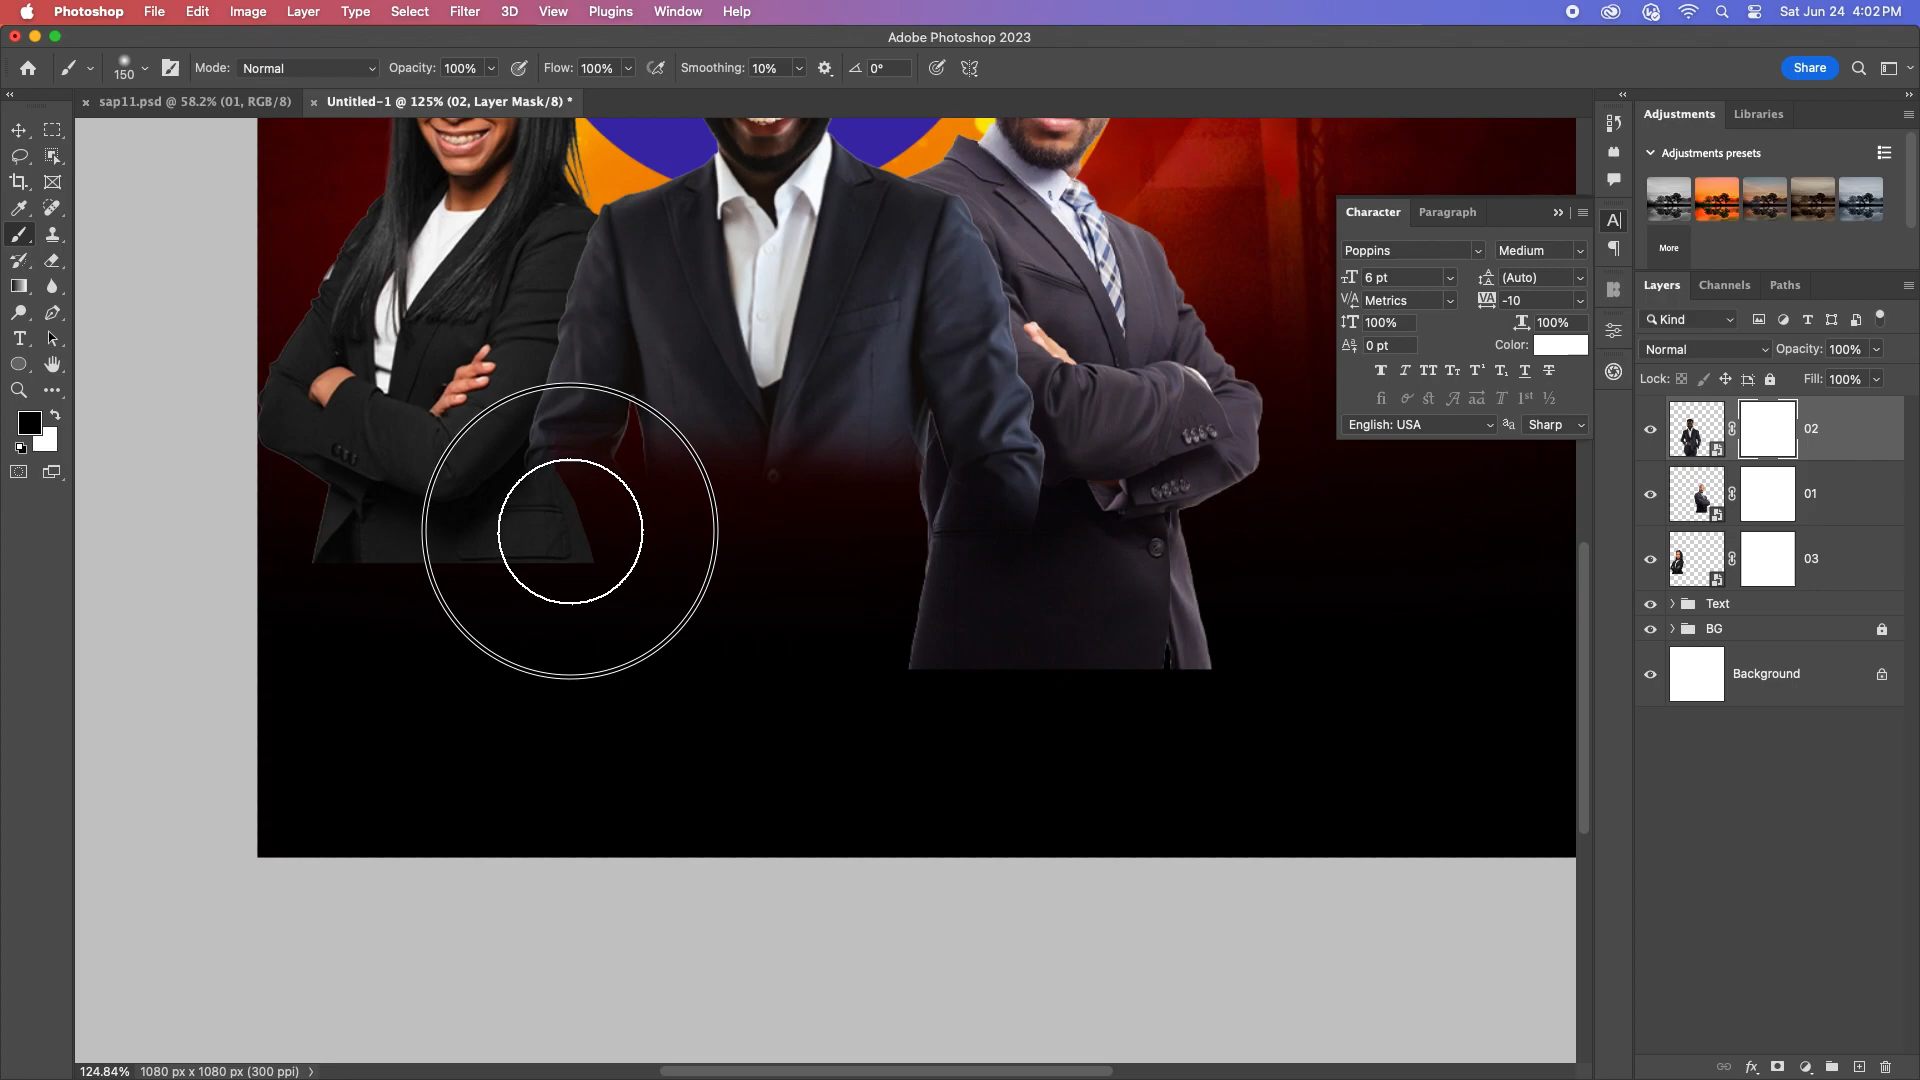 Photoshop File Edit Image Layer Type Select Filter 3D View Plugins Window Help Sat Jun 24 4:02 PM
Adobe Photoshop 2023
150 Mode: Normal Opacity: 100% Flow: 100% Smoothing: 10% 0° Share
sap11.psd @ 58.2% (01, RGB/8) Untitled-1 @ 125% (02, Layer Mask/8) *
Adjustments Libraries
Adjustments presets
More
Character Paragraph
Poppins Medium
6 pt (Auto)
Metrics -10
100% 100%
0 pt Color:
English: USA Sharp
Layers Channels Paths
Kind
Normal Opacity: 100%
Lock: Fill: 100%
02
01
03
Text
BG
Background
124.84% 1080 px x 1080 px (300 ppi)